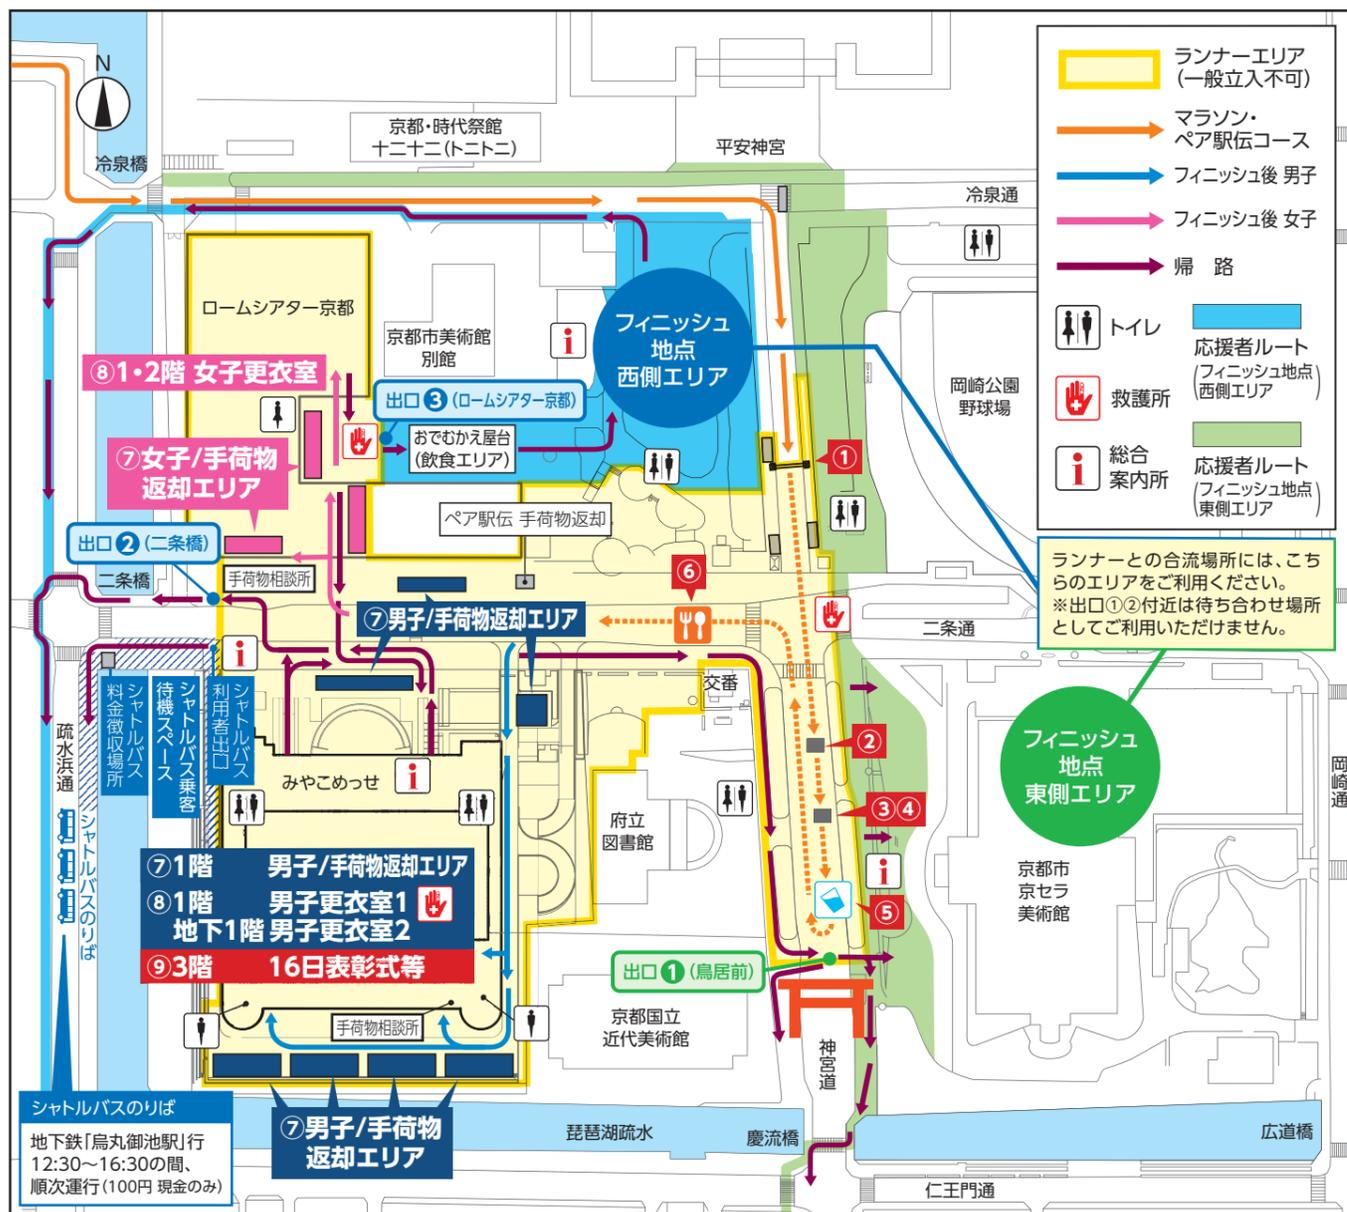 N
冷泉橋
京都・時代祭館
十二十二(トニトニ)
平安神宮
冷泉通
ランナーエリア
(一般立入不可)
マラソン・
ペア駅伝コース
フィニッシュ後 男子
フィニッシュ後 女子
帰 路
トイレ
救護所
総合
案内所
応援者ルート
(フィニッシュ地点
西側エリア)
応援者ルート
(フィニッシュ地点
東側エリア)
ロームシアター京都
京都市美術館
別館
フィニッシュ
地点
西側エリア
岡崎公園
野球場
⑧1・2階 女子更衣室
出口❸(ロームシアター京都)
おでむかえ屋台
(飲食エリア)
⑦女子/手荷物
返却エリア
①
ペア駅伝 手荷物返却
出口❷(二条橋)
二条橋
手荷物相談所
⑥
⑦男子/手荷物返却エリア
二条通
ランナーとの合流場所には、こち
らのエリアをご利用ください。
※出口①②付近は待ち合わせ場所
としてご利用いただけません。
交番
シャトルバス
料金徴収場所
シャトルバス乗客
待機スペース
シャトルバス
利用者出口
疏水浜通
シャトルバスのりば
みやこめっせ
②
③④
⑤
府立
図書館
フィニッシュ
地点
東側エリア
岡崎通
京都市
京セラ
美術館
⑦1階 男子/手荷物返却エリア
⑧1階 男子更衣室1
地下1階 男子更衣室2
⑨3階 16日表彰式等
出口❶(鳥居前)
手荷物相談所
京都国立
近代美術館
神宮道
シャトルバスのりば
地下鉄「烏丸御池駅」行
12:30〜16:30の間、
順次運行(100円 現金のみ)
⑦男子/手荷物
返却エリア
琵琶湖疏水
慶流橋
広道橋
仁王門通